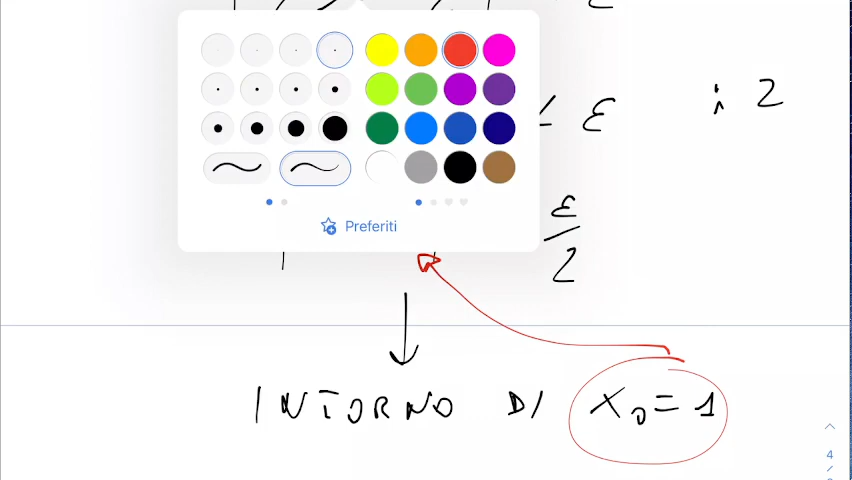 < ε : 2
Preferiti
ε/2
INTORNO DI x₀ = 1
4
/